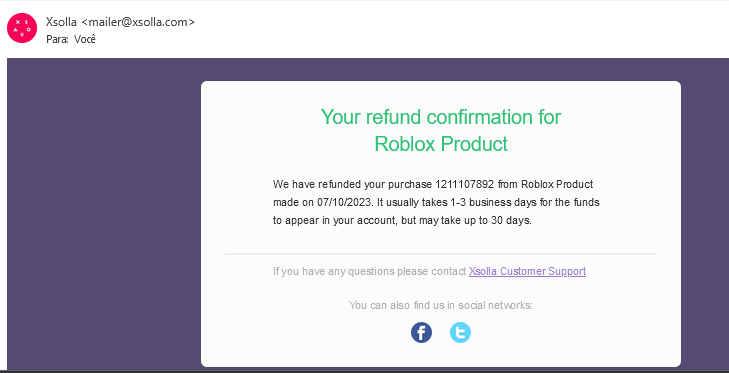 Xsolla <mailer@xsolla.com>
Para: Você
Your refund confirmation for
Roblox Product
We have refunded your purchase 1211107892 from Roblox Product
made on 07/10/2023. It usually takes 1-3 business days for the funds
to appear in your account, but may take up to 30 days.
If you have any questions please contact Xsolla Customer Support
You can also find us in social networks: